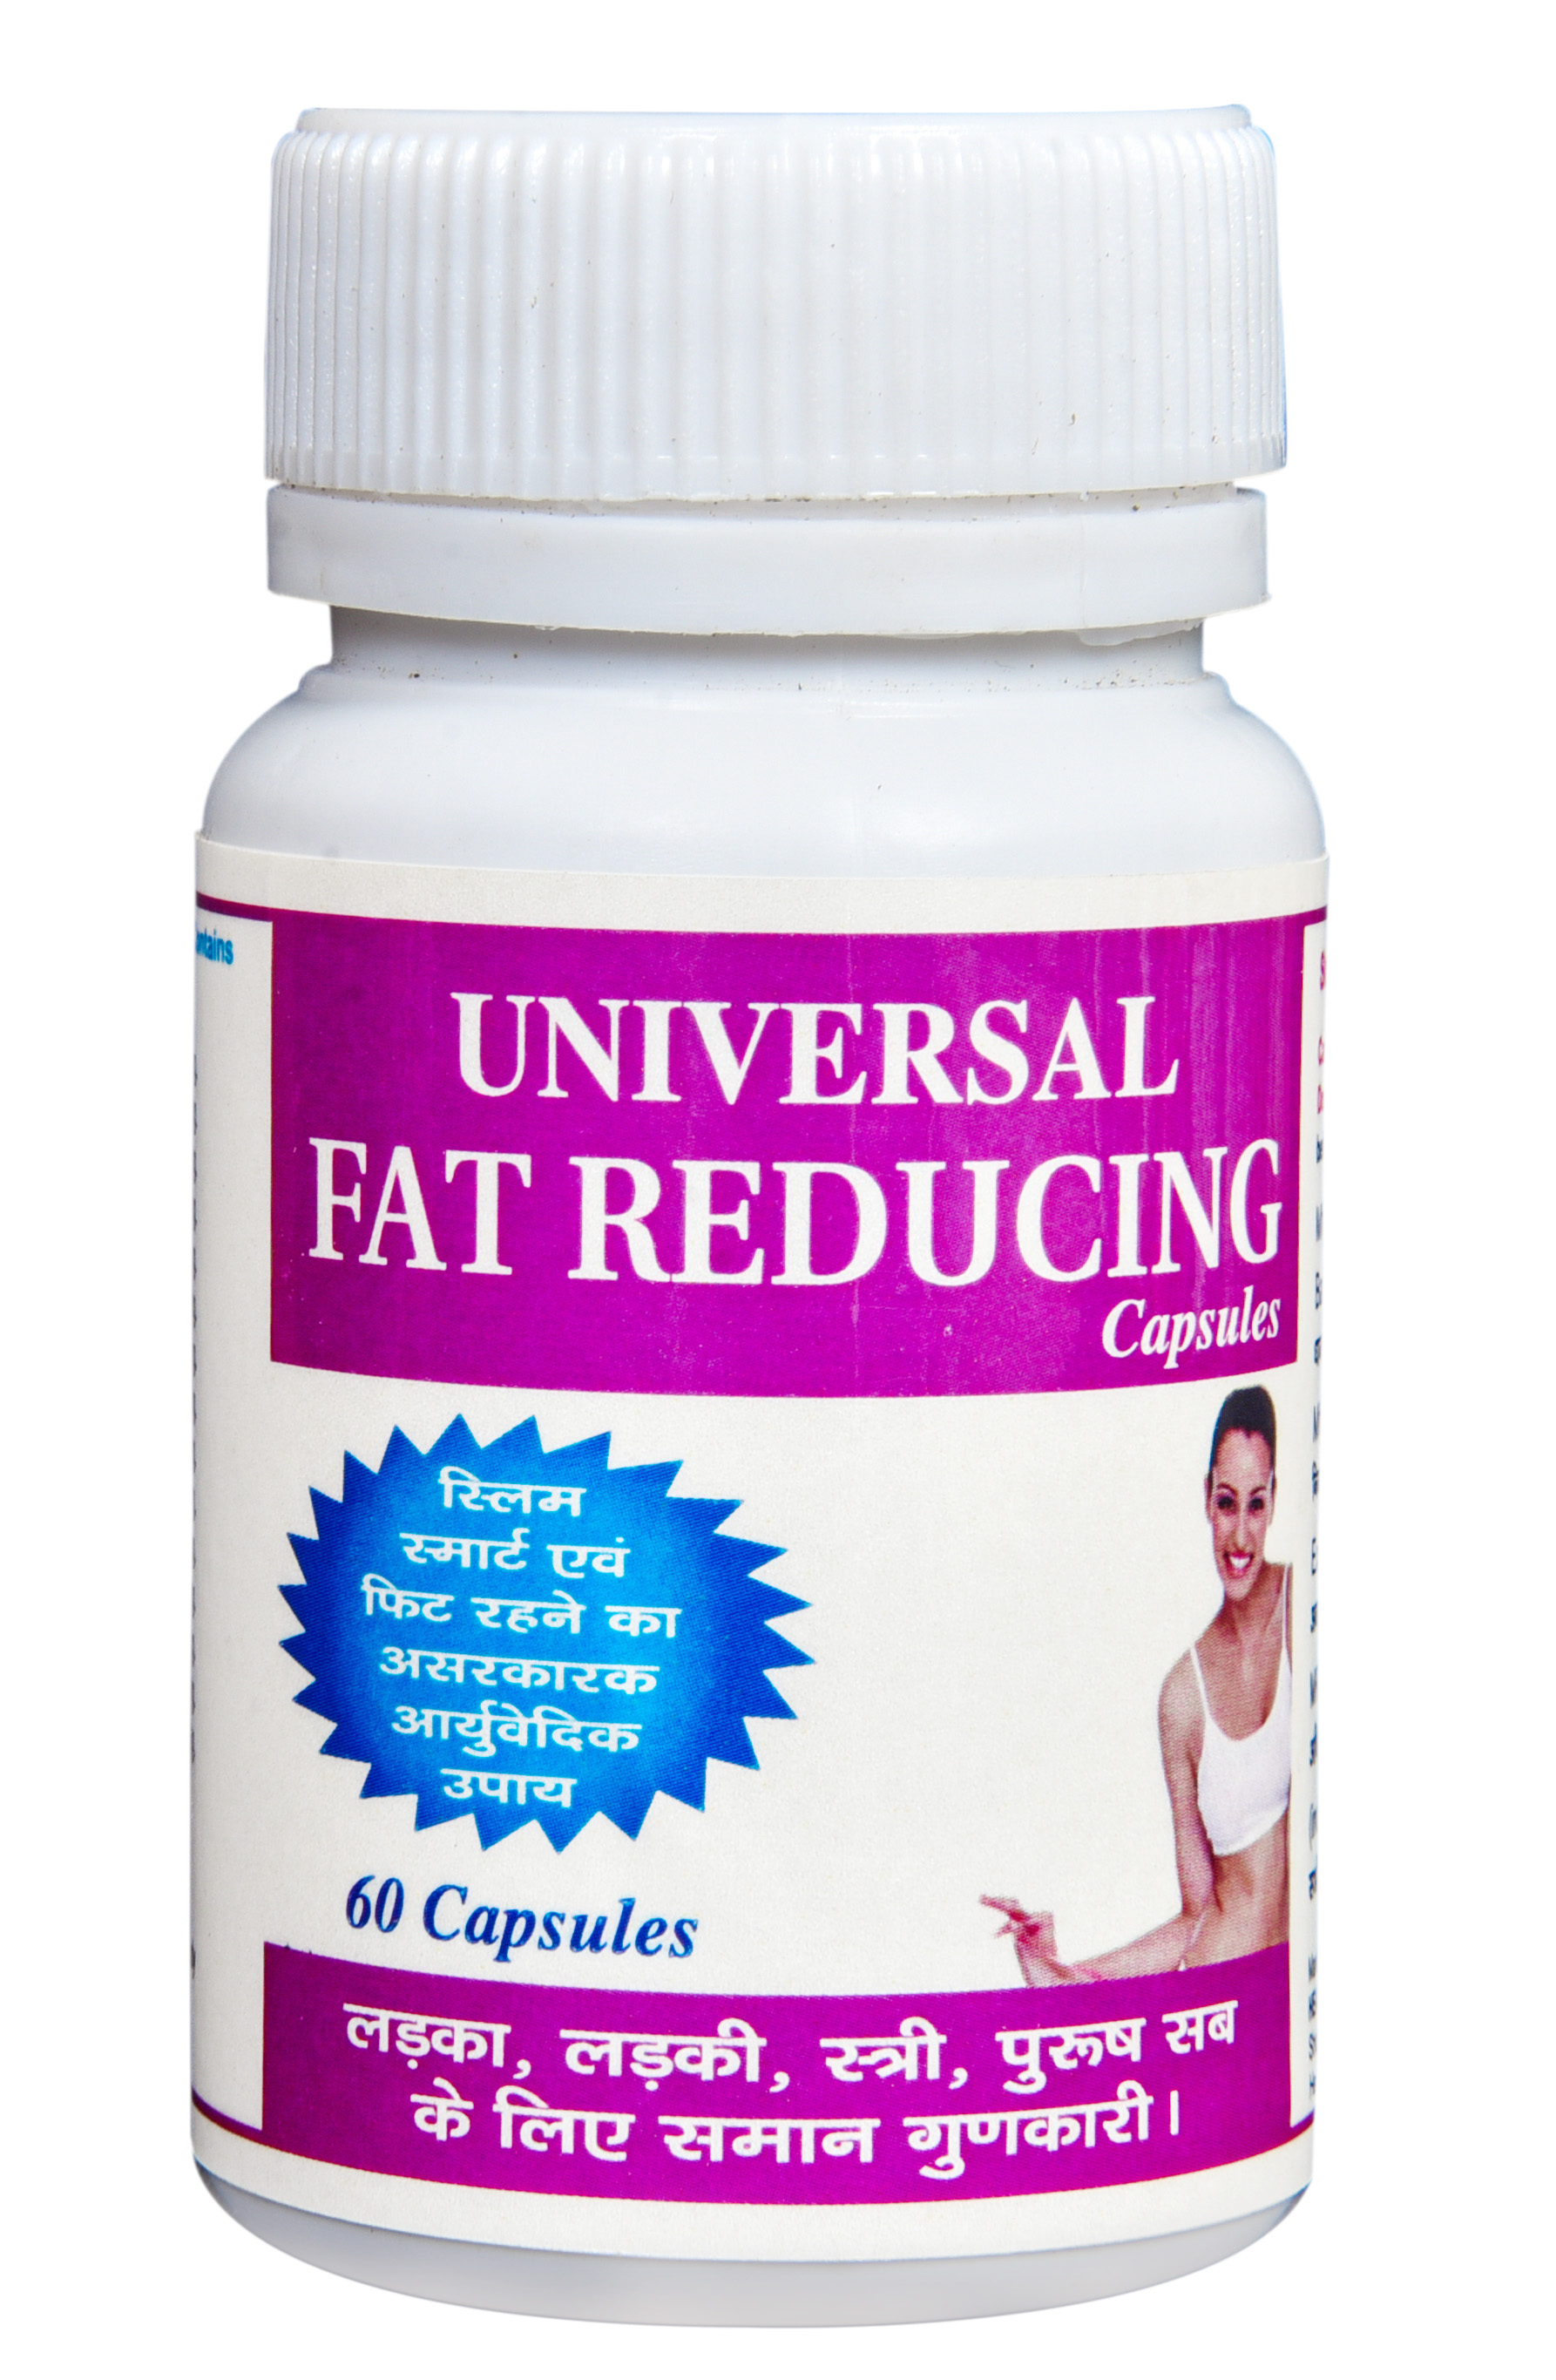 UNIVERSAL
FAT REDUCING
Capsules
स्लिम
स्मार्ट एवं
फिट रहने का
असरकारक
आर्युवेदिक
उपाय
60 Capsules
लड़का, लड़की, स्त्री, पुरूष सब
के लिए समान गुणकारी।